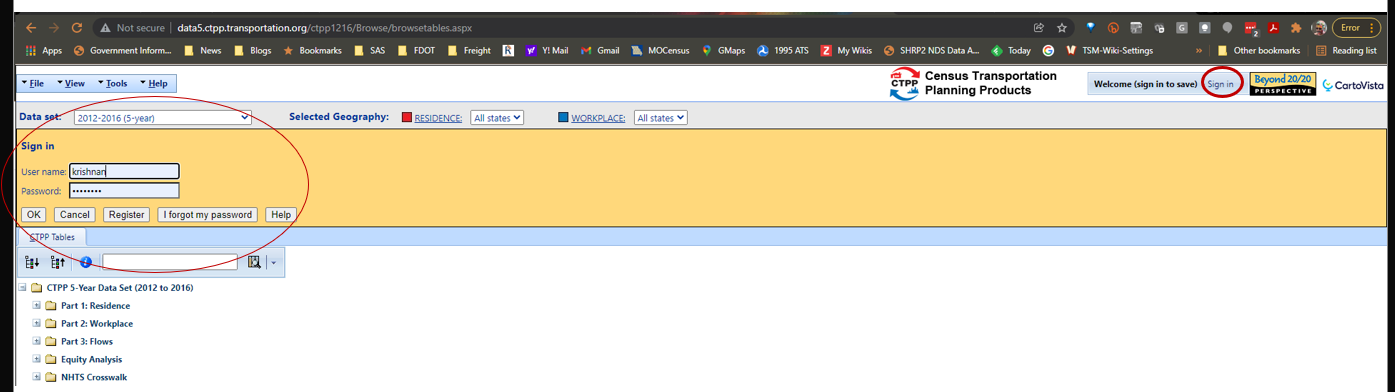 Not secure | data5.ctpp.transportation.org/ctpp1216/Browse/browsetables.aspx Error
Apps Government Inform... News Blogs Bookmarks SAS FDOT Freight R Y! Mail Gmail MOCensus GMaps 1995 ATS My Wikis SHRP2 NDS Data A... Today TSM-Wiki-Settings » Other bookmarks Reading list
File View Tools Help CTPP Census Transportation Planning Products Welcome (sign in to save) Sign in Beyond 20/20 PERSPECTIVE CartoVista
Data set: 2012-2016 (5-year) Selected Geography: RESIDENCE: All states WORKPLACE: All states
Sign in
User name: krishnan
Password: ••••••••
OK Cancel Register I forgot my password Help
CTPP Tables
CTPP 5-Year Data Set (2012 to 2016)
Part 1: Residence
Part 2: Workplace
Part 3: Flows
Equity Analysis
NHTS Crosswalk